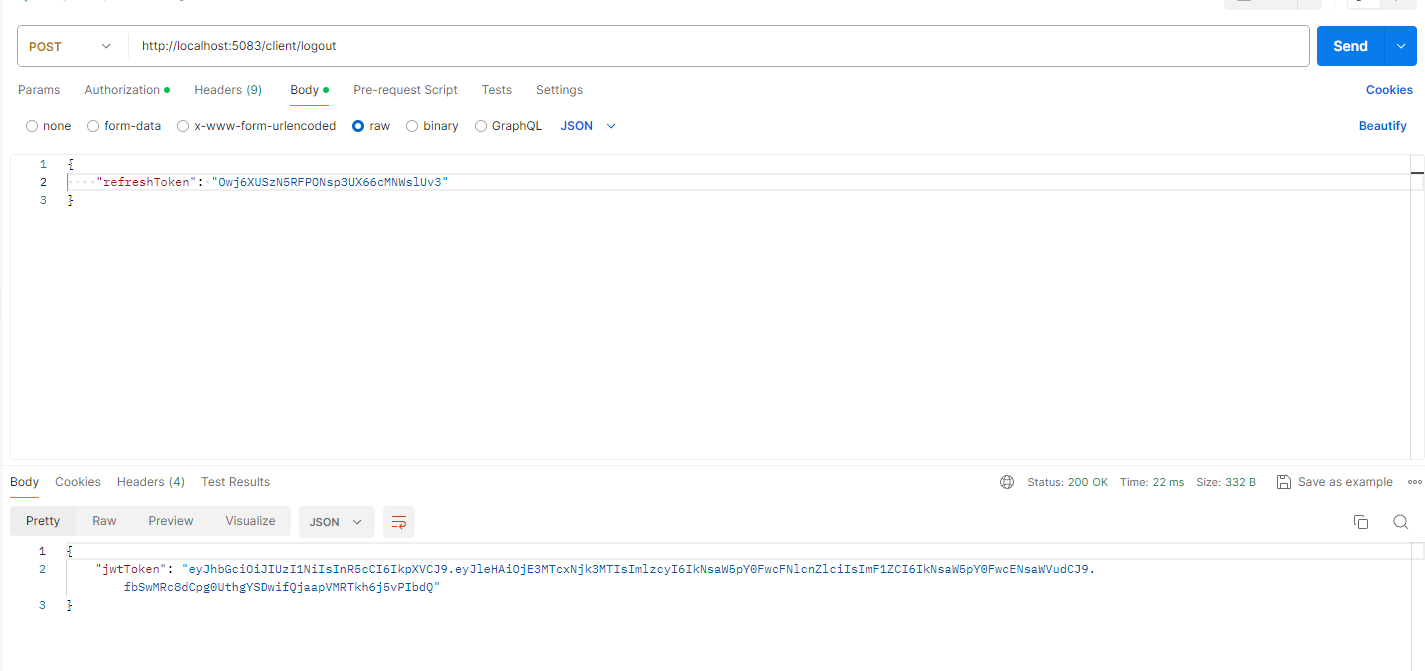 POST http://localhost:5083/client/logout Send
Params Authorization Headers (9) Body Pre-request Script Tests Settings Cookies
none form-data x-www-form-urlencoded raw binary GraphQL JSON Beautify
1 {
2 "refreshToken": "Owj6XUSzN5RFPONsp3UX66cMNWslUv3"
3 }
Body Cookies Headers (4) Test Results Status: 200 OK Time: 22 ms Size: 332 B Save as example
Pretty Raw Preview Visualize JSON
1 {
2 "jwtToken": "eyJhbGciOiJIUzI1NiIsInR5cCI6IkpXVCJ9.eyJleHAiOjE3MTcxNjk3MTIsImlzcyI6IkNsaW5pY0FwcFNlcnZlciIsImF1ZCI6IkNsaW5pY0FwcENsaWVudCJ9.
fbSwMRc8dCpg0UthgYSDwifQjaapVMRTkh6j5vPIbdQ"
3 }